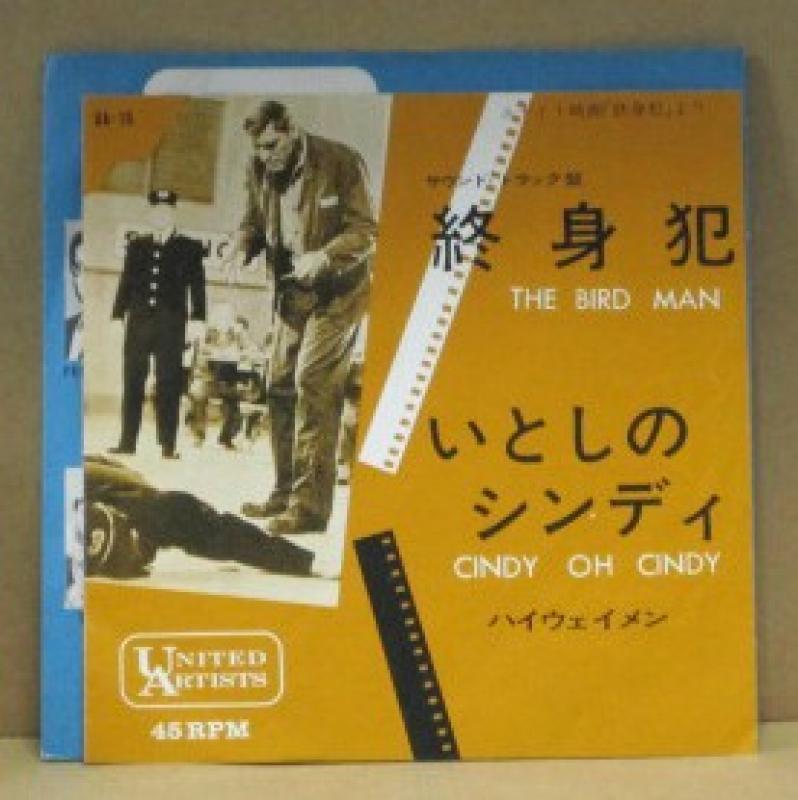 サウンド・トラック盤
終身犯
THE BIRD MAN
いとしの
シンディ
CINDY OH CINDY
ハイウェイメン
UNITED
ARTISTS
45 RPM